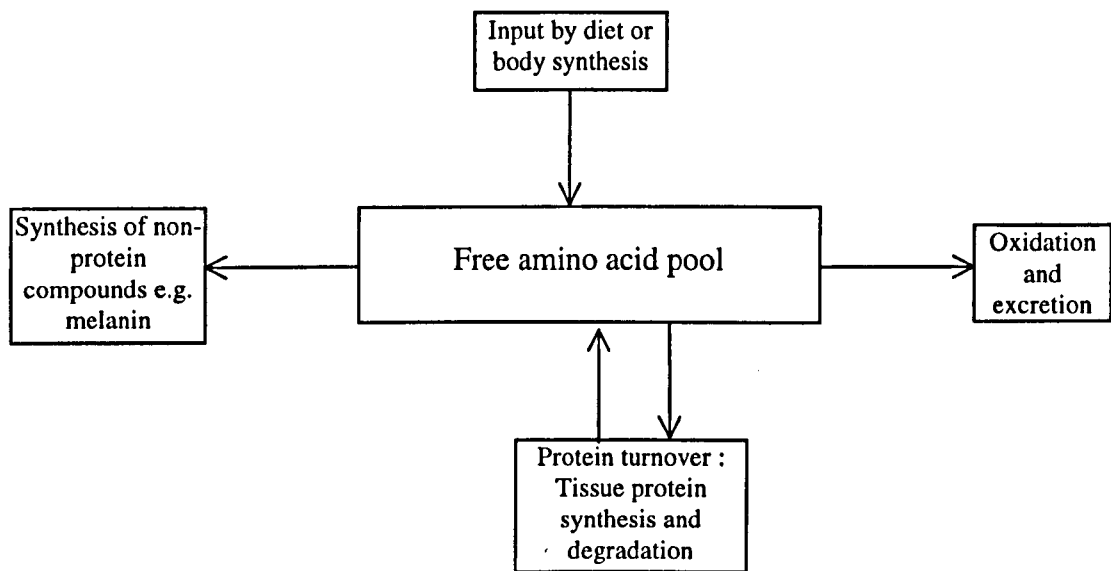 Input by diet or
body synthesis
Synthesis of non-
protein
compounds e.g.
melanin
Free amino acid pool
Oxidation
and
excretion
Protein turnover :
Tissue protein
synthesis and
degradation